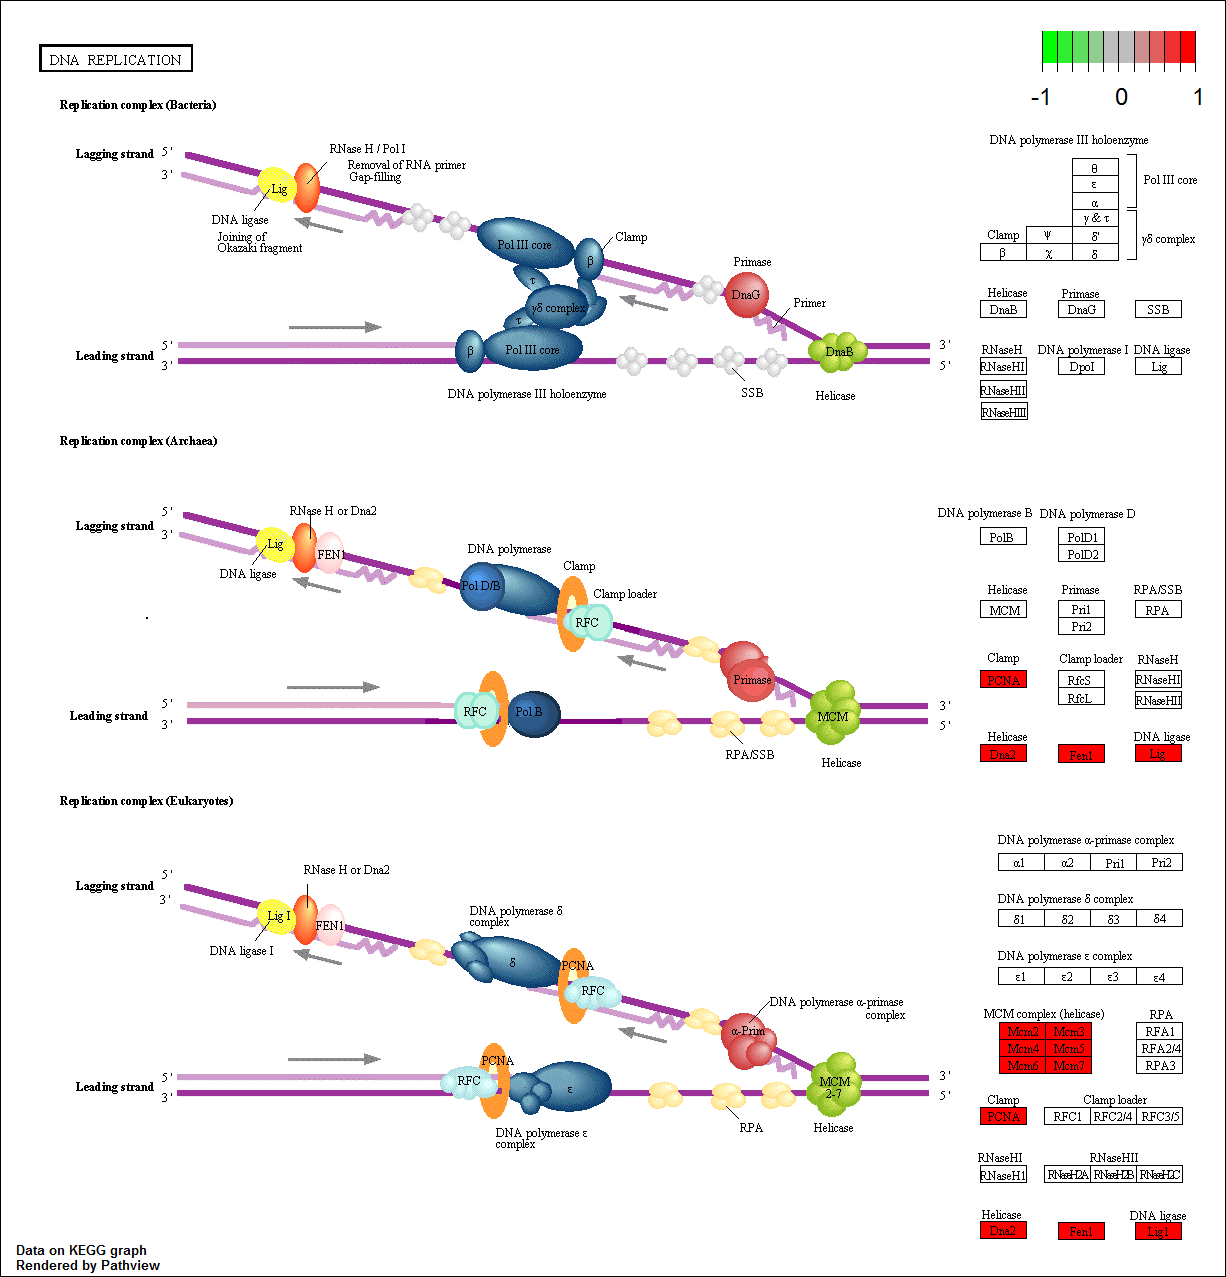 DNA REPLICATION
-1 0 1
Replication complex (Bacteria)
Lagging strand 5'
3'
RNase H / Pol I
Removal of RNA primer
Gap-filling
Lig
DNA ligase
Joining of
Okazaki fragment
Pol III core
Clamp
β
τ
γδ complex
τ
Primase
DnaG
Primer
5'
Leading strand 3'
β
Pol III core
DNA polymerase III holoenzyme
SSB
DnaB
Helicase
3'
5'
DNA polymerase III holoenzyme
θ
ε
α
Pol III core
γ & τ
Clamp ψ δ'
β χ δ
γδ complex
Helicase Primase
DnaB DnaG SSB
RNaseH DNA polymerase I DNA ligase
RNaseHI DpoI Lig
RNaseHII
RNaseHIII
Replication complex (Archaea)
Lagging strand 5'
3'
RNase H or Dna2
Lig
FEN1
DNA ligase
DNA polymerase
Pol D/B
Clamp
Clamp loader
RFC
Primase
5'
Leading strand 3'
RFC
Pol B
RPA/SSB
MCM
Helicase
3'
5'
DNA polymerase B DNA polymerase D
PolB PolD1
PolD2
Helicase Primase RPA/SSB
MCM Pri1 RPA
Pri2
Clamp Clamp loader RNaseH
PCNA RfcS RNaseHI
RfcL RNaseHII
Helicase DNA ligase
Dna2 Fen1 Lig
Replication complex (Eukaryotes)
Lagging strand 5'
3'
RNase H or Dna2
Lig I
FEN1
DNA ligase I
DNA polymerase δ
complex
δ
PCNA
RFC
DNA polymerase α-primase
complex
α-Prim
5'
Leading strand 3'
PCNA
RFC
ε
DNA polymerase ε
complex
RPA
MCM
2-7
Helicase
3'
5'
DNA polymerase α-primase complex
α1 α2 Pri1 Pri2
DNA polymerase δ complex
δ1 δ2 δ3 δ4
DNA polymerase ε complex
ε1 ε2 ε3 ε4
MCM complex (helicase) RPA
Mcm2 Mcm3 RFA1
Mcm4 Mcm5 RFA2/4
Mcm6 Mcm7 RPA3
Clamp Clamp loader
PCNA RFC1 RFC2/4 RFC3/5
RNaseHI RNaseHII
RNaseH1 RNaseH2A RNaseH2B RNaseH2C
Helicase DNA ligase
Dna2 Fen1 Lig1
Data on KEGG graph
Rendered by Pathview